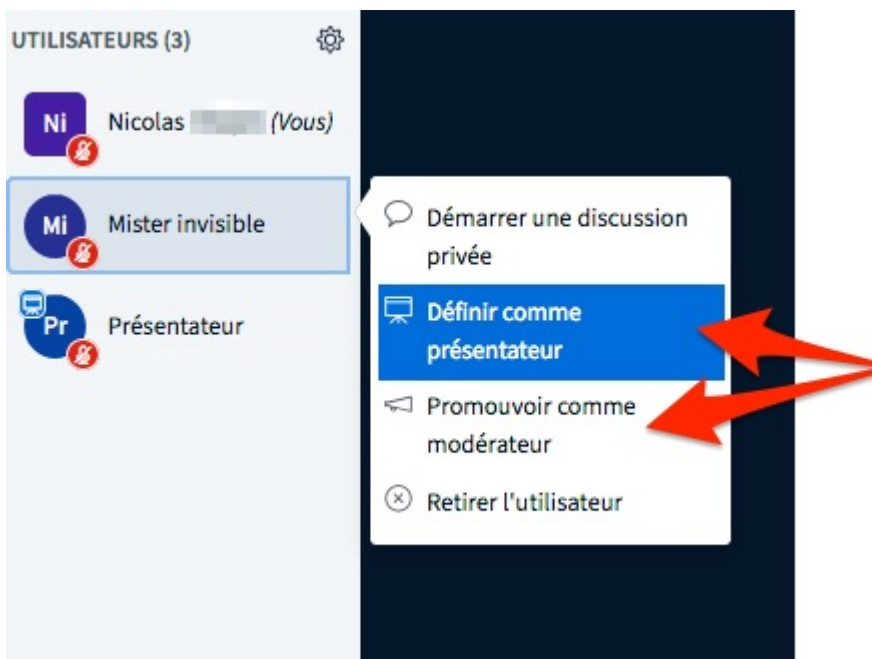 UTILISATEURS (3)
Ni
Nicolas (Vous)
Mi
Mister invisible
Pr
Présentateur
Démarrer une discussion
privée
Définir comme
présentateur
Promouvoir comme
modérateur
Retirer l'utilisateur